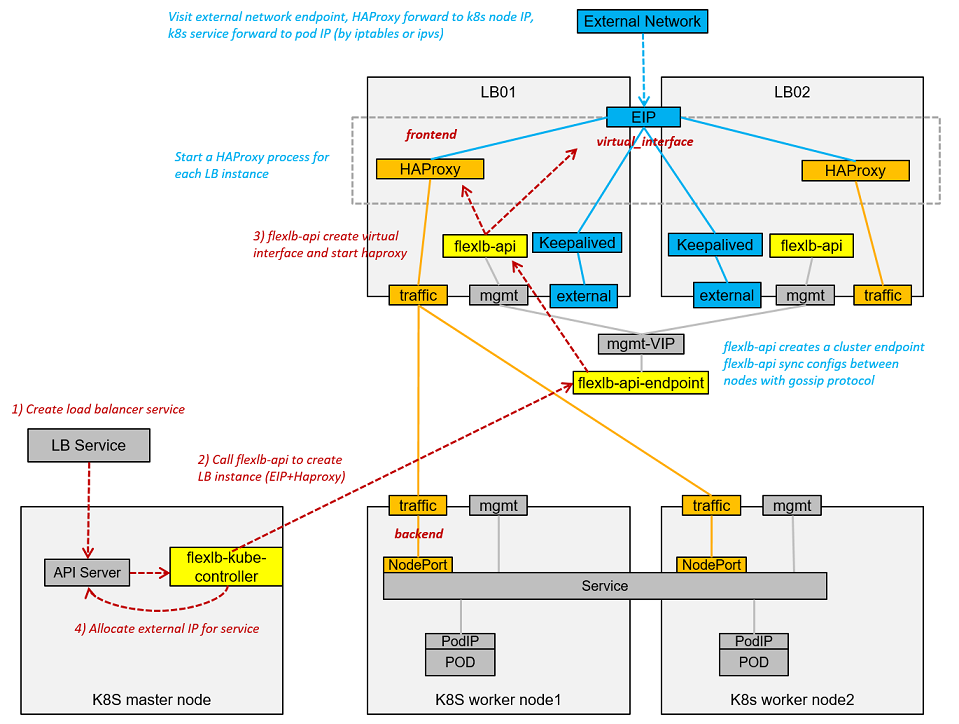 Visit external network endpoint, HAProxy forward to k8s node IP,
k8s service forward to pod IP (by iptables or ipvs)
External Network
LB01
LB02
EIP
frontend
virtual_interface
Start a HAProxy process for
each LB instance
HAProxy
HAProxy
3) flexlb-api create virtual
interface and start haproxy
flexlb-api
Keepalived
Keepalived
flexlb-api
traffic
mgmt
external
external
mgmt
traffic
mgmt-VIP
flexlb-api creates a cluster endpoint
flexlb-api sync configs between
nodes with gossip protocol
flexlb-api-endpoint
1) Create load balancer service
LB Service
2) Call flexlb-api to create
LB instance (EIP+Haproxy)
traffic
mgmt
traffic
mgmt
backend
API Server
flexlb-kube-
controller
NodePort
NodePort
Service
4) Allocate external IP for service
PodIP
POD
PodIP
POD
K8S master node
K8S worker node1
K8s worker node2